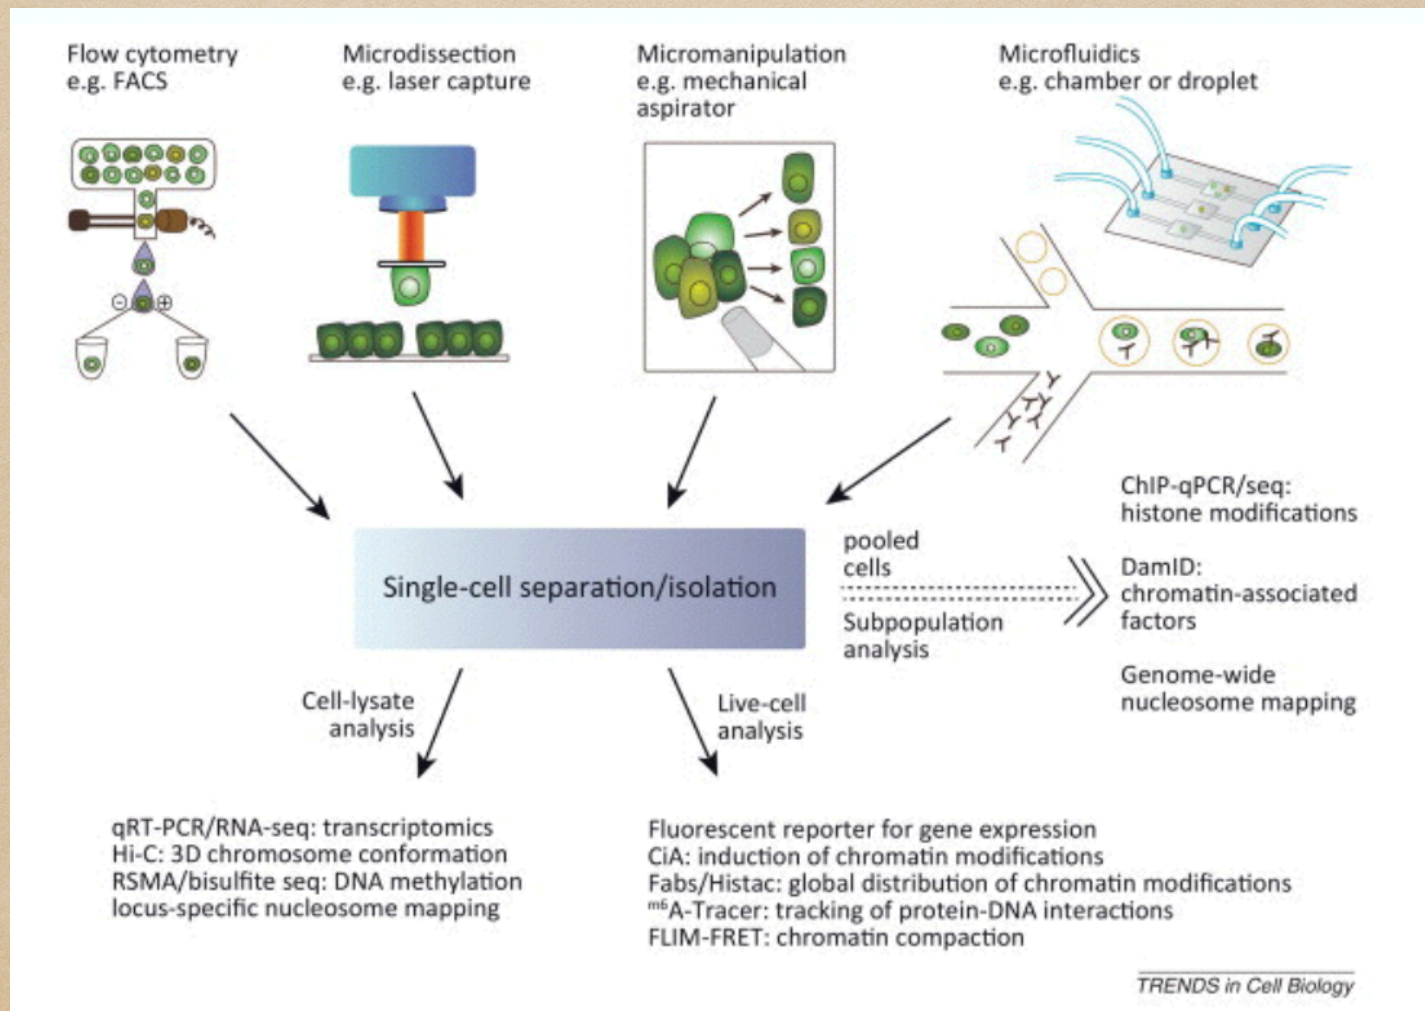 Flow cytometry
e.g. FACS
Microdissection
e.g. laser capture
Micromanipulation
e.g. mechanical
aspirator
Microfluidics
e.g. chamber or droplet
Single-cell separation/isolation
pooled
cells
Subpopulation
analysis
ChIP-qPCR/seq:
histone modifications
DamID:
chromatin-associated
factors
Genome-wide
nucleosome mapping
Cell-lysate
analysis
Live-cell
analysis
qRT-PCR/RNA-seq: transcriptomics
Hi-C: 3D chromosome conformation
RSMA/bisulfite seq: DNA methylation
locus-specific nucleosome mapping
Fluorescent reporter for gene expression
CiA: induction of chromatin modifications
Fabs/Histac: global distribution of chromatin modifications
ᵐ⁶A-Tracer: tracking of protein-DNA interactions
FLIM-FRET: chromatin compaction
TRENDS in Cell Biology